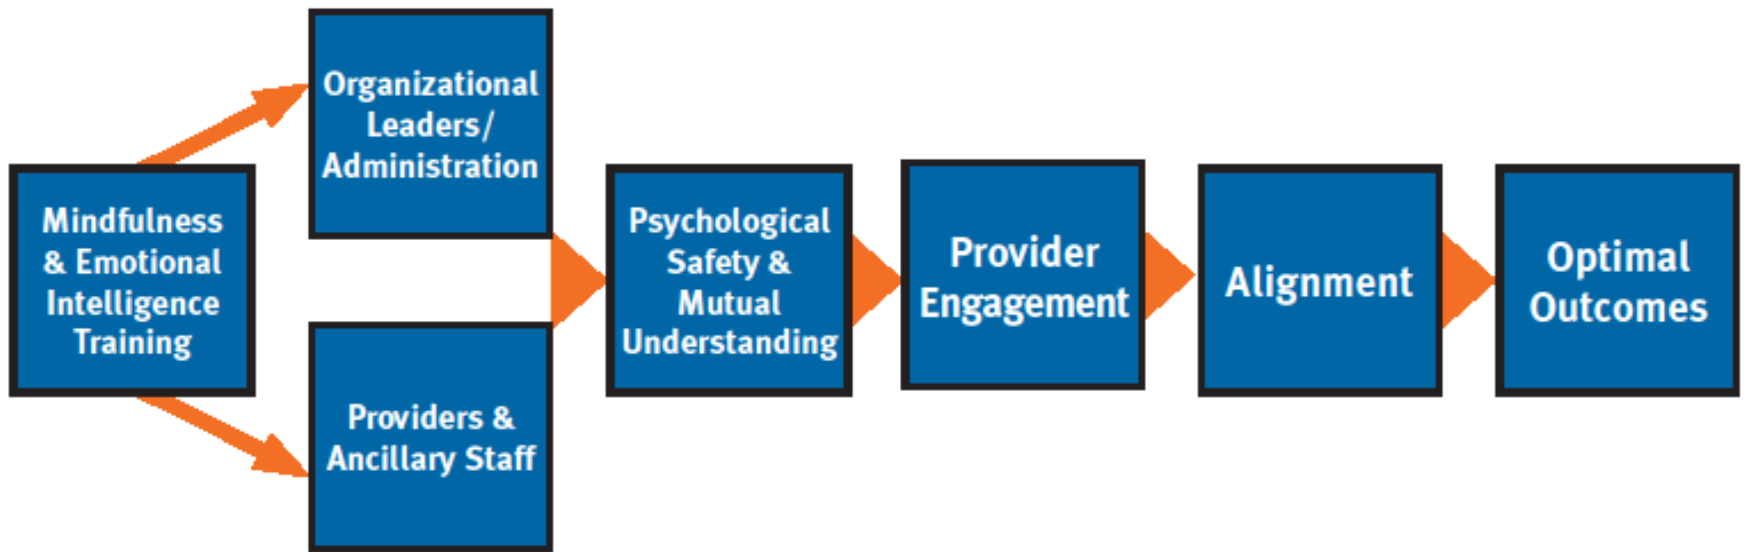 Mindfulness
& Emotional
Intelligence
Training
Organizational
Leaders/
Administration
Providers &
Ancillary Staff
Psychological
Safety &
Mutual
Understanding
Provider
Engagement
Alignment
Optimal
Outcomes